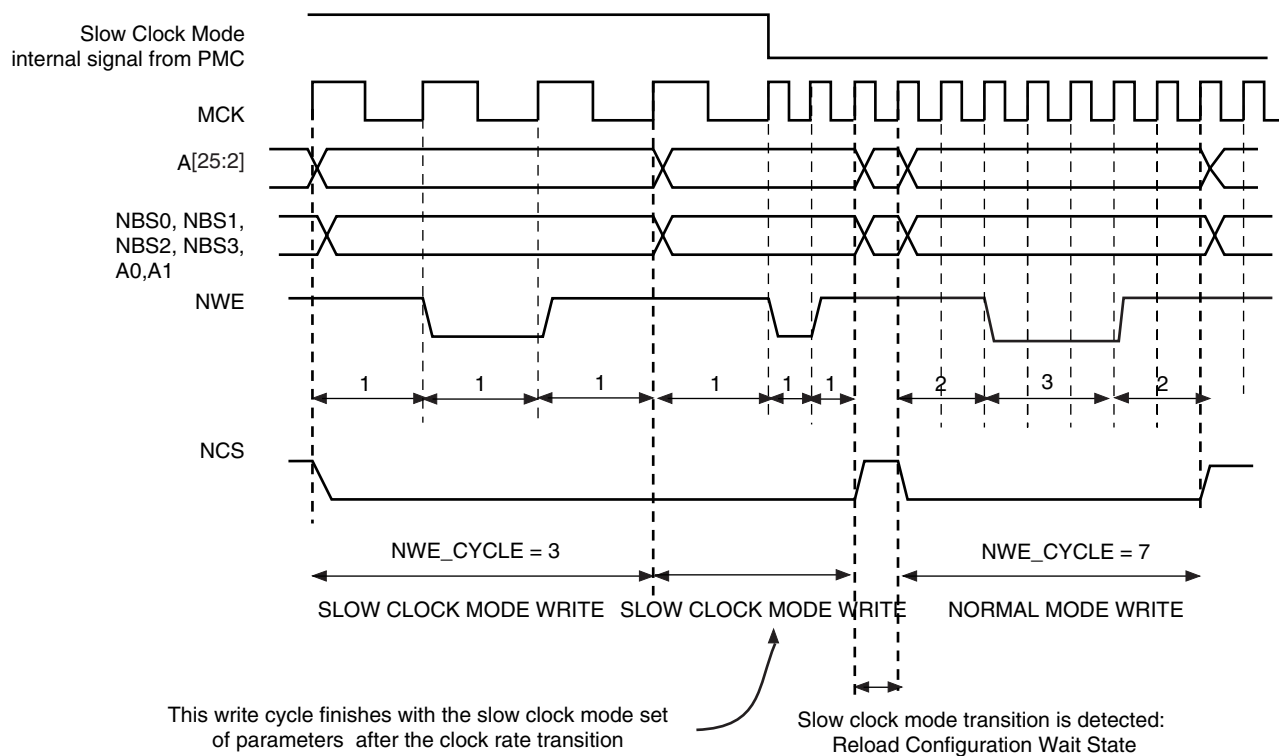 Slow Clock Mode
internal signal from PMC
MCK
A[25:2]
NBS0, NBS1,
NBS2, NBS3,
A0,A1
NWE
1 1 1 1 1 1 2 3 2
NCS
NWE_CYCLE = 3 NWE_CYCLE = 7
SLOW CLOCK MODE WRITE SLOW CLOCK MODE WRITE NORMAL MODE WRITE
This write cycle finishes with the slow clock mode set
of parameters after the clock rate transition
Slow clock mode transition is detected:
Reload Configuration Wait State